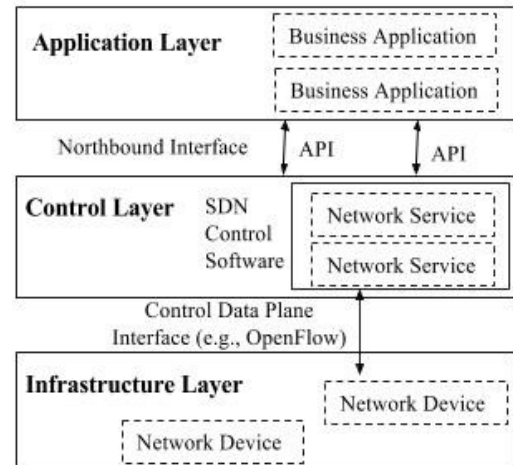 Application Layer
Business Application
Business Application
Northbound Interface
API
API
Control Layer
SDN
Control
Software
Network Service
Network Service
Control Data Plane
Interface (e.g., OpenFlow)
Infrastructure Layer
Network Device
Network Device